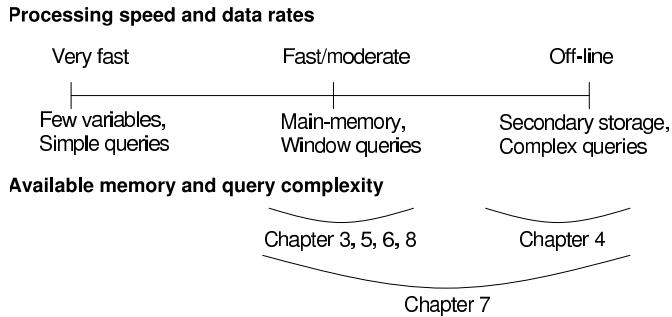 Processing speed and data rates
Very fast Fast/moderate Off-line
Few variables, Main-memory, Secondary storage,
Simple queries Window queries Complex queries
Available memory and query complexity
Chapter 3, 5, 6, 8 Chapter 4
Chapter 7